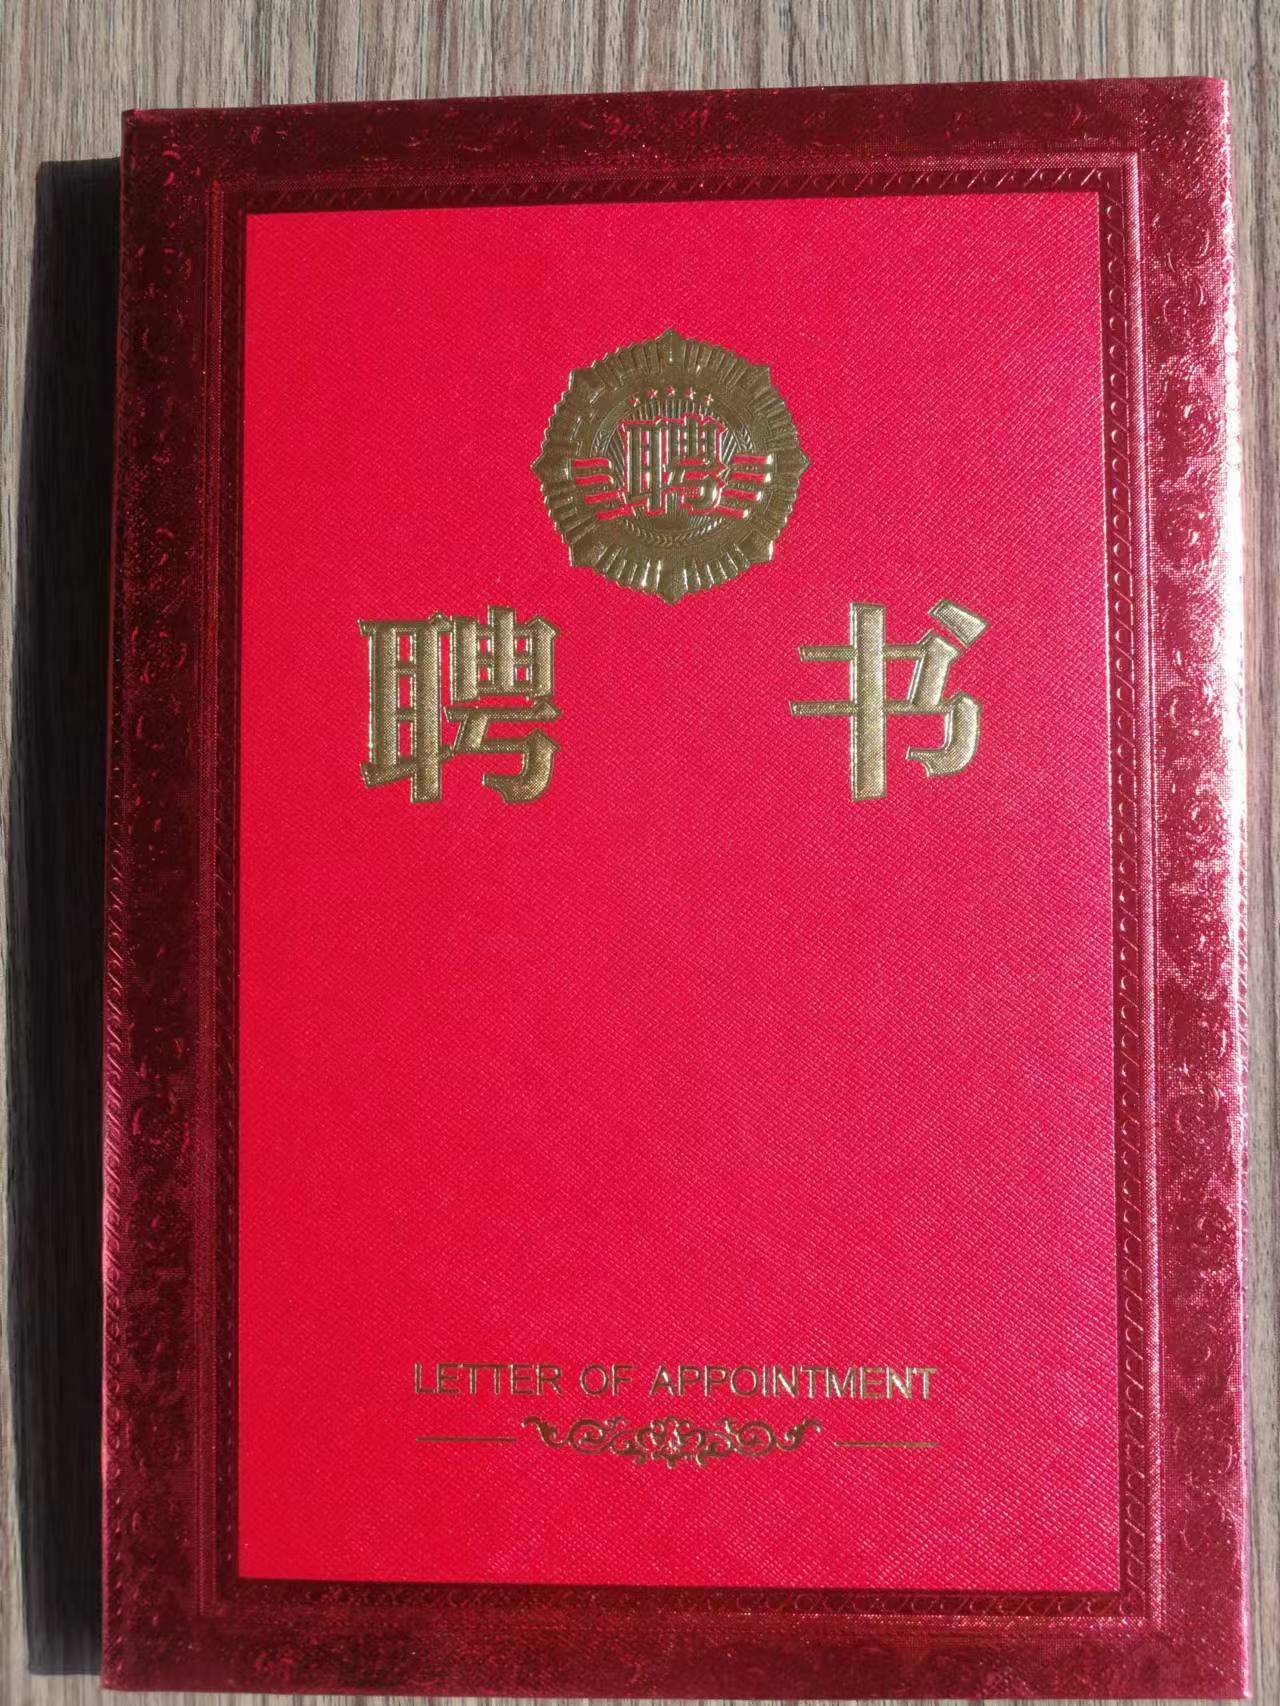 聘
聘书
LETTER OF APPOINTMENT